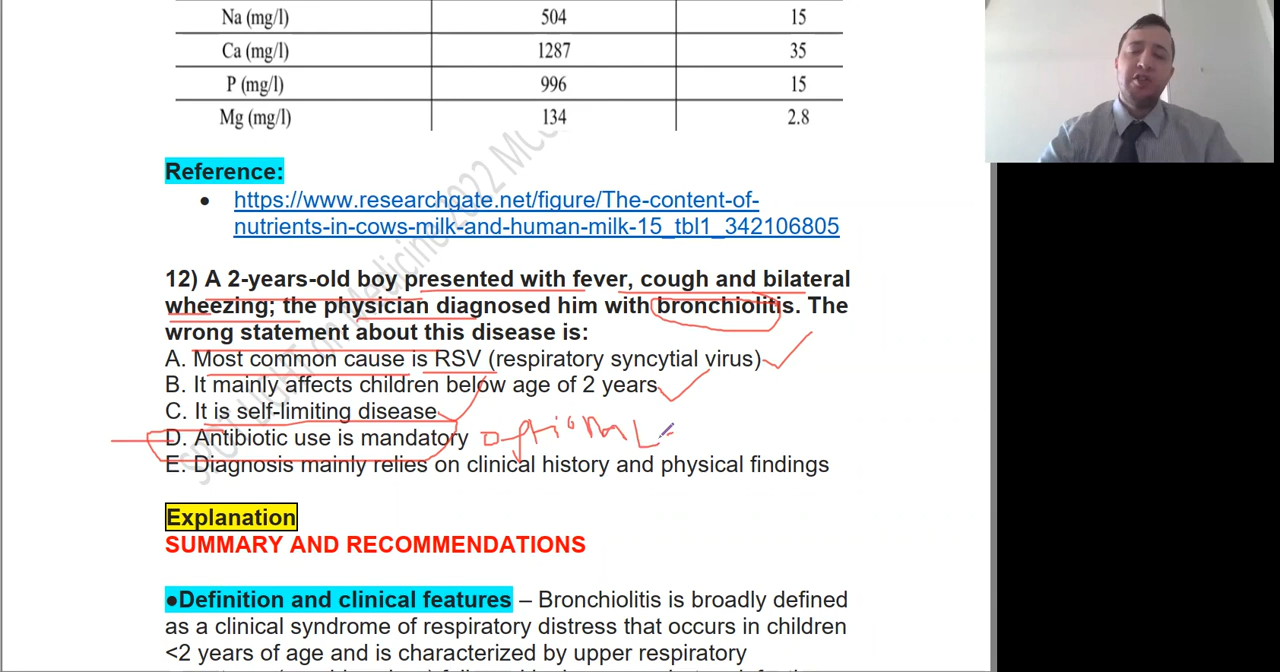 Na (mg/l) 504 15
Ca (mg/l) 1287 35
P (mg/l) 996 15
Mg (mg/l) 134 2.8
Reference:
• https://www.researchgate.net/figure/The-content-of-
nutrients-in-cows-milk-and-human-milk-15_tbl1_342106805
12) A 2-years-old boy presented with fever, cough and bilateral
wheezing; the physician diagnosed him with bronchiolitis. The
wrong statement about this disease is:
A. Most common cause is RSV (respiratory syncytial virus)
B. It mainly affects children below age of 2 years
C. It is self-limiting disease
D. Antibiotic use is mandatory optional
E. Diagnosis mainly relies on clinical history and physical findings
Explanation
SUMMARY AND RECOMMENDATIONS
●Definition and clinical features – Bronchiolitis is broadly defined
as a clinical syndrome of respiratory distress that occurs in children
<2 years of age and is characterized by upper respiratory